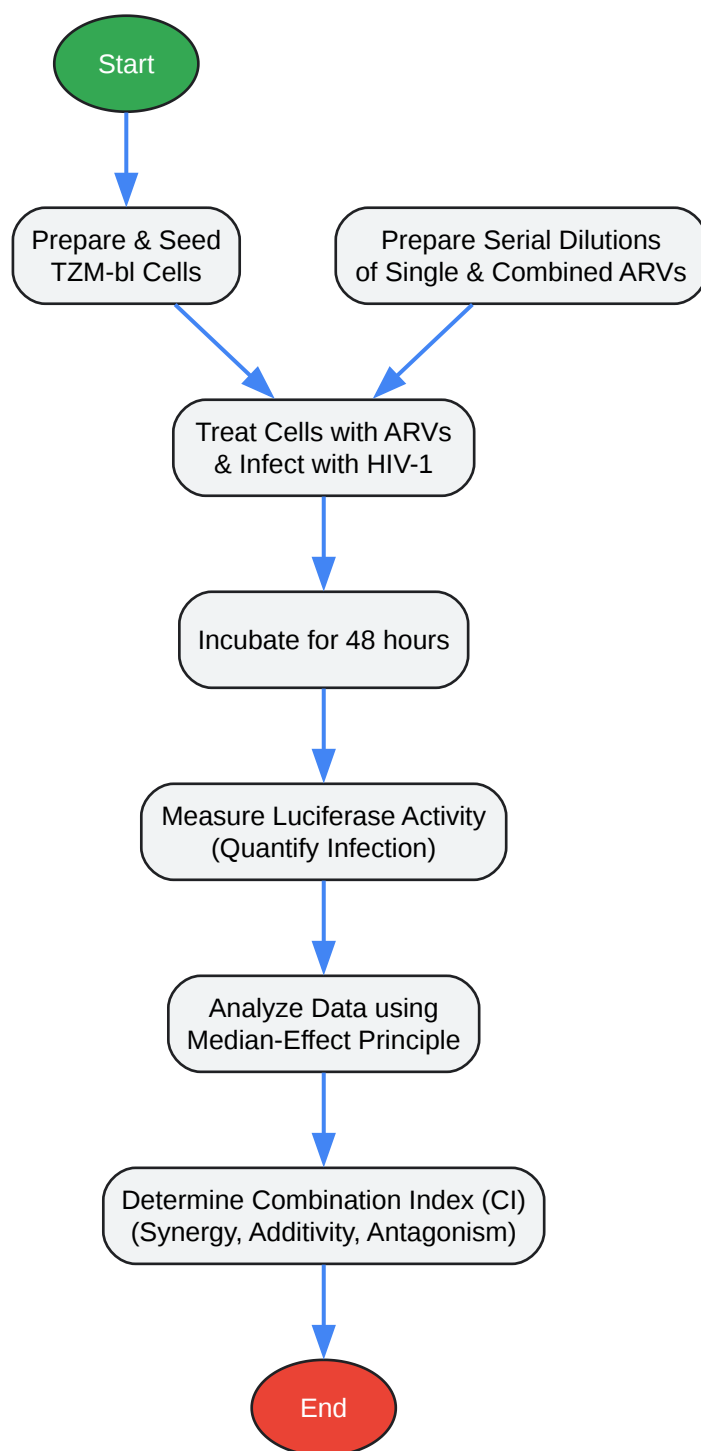 Start
Prepare & Seed
TZM-bl Cells
Prepare Serial Dilutions
of Single & Combined ARVs
Treat Cells with ARVs
& Infect with HIV-1
Incubate for 48 hours
Measure Luciferase Activity
(Quantify Infection)
Analyze Data using
Median-Effect Principle
Determine Combination Index (CI)
(Synergy, Additivity, Antagonism)
End